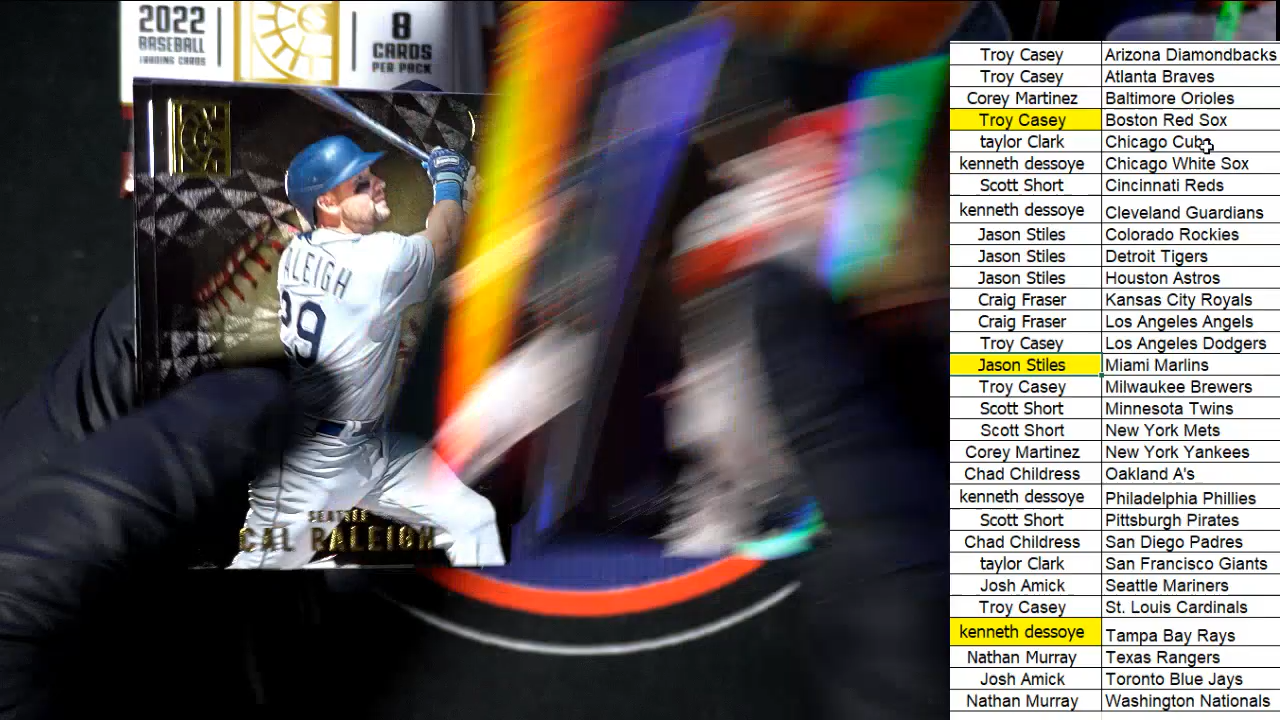 2022
BASEBALL
TRADING CARDS
8
CARDS
PER PACK
ALEIGH
29
SEATTLE
CAL RALEIGH
Troy Casey Arizona Diamondbacks
Troy Casey Atlanta Braves
Corey Martinez Baltimore Orioles
Troy Casey Boston Red Sox
taylor Clark Chicago Cubs
kenneth dessoye Chicago White Sox
Scott Short Cincinnati Reds
kenneth dessoye Cleveland Guardians
Jason Stiles Colorado Rockies
Jason Stiles Detroit Tigers
Jason Stiles Houston Astros
Craig Fraser Kansas City Royals
Craig Fraser Los Angeles Angels
Troy Casey Los Angeles Dodgers
Jason Stiles Miami Marlins
Troy Casey Milwaukee Brewers
Scott Short Minnesota Twins
Scott Short New York Mets
Corey Martinez New York Yankees
Chad Childress Oakland A's
kenneth dessoye Philadelphia Phillies
Scott Short Pittsburgh Pirates
Chad Childress San Diego Padres
taylor Clark San Francisco Giants
Josh Amick Seattle Mariners
Troy Casey St. Louis Cardinals
kenneth dessoye Tampa Bay Rays
Nathan Murray Texas Rangers
Josh Amick Toronto Blue Jays
Nathan Murray Washington Nationals